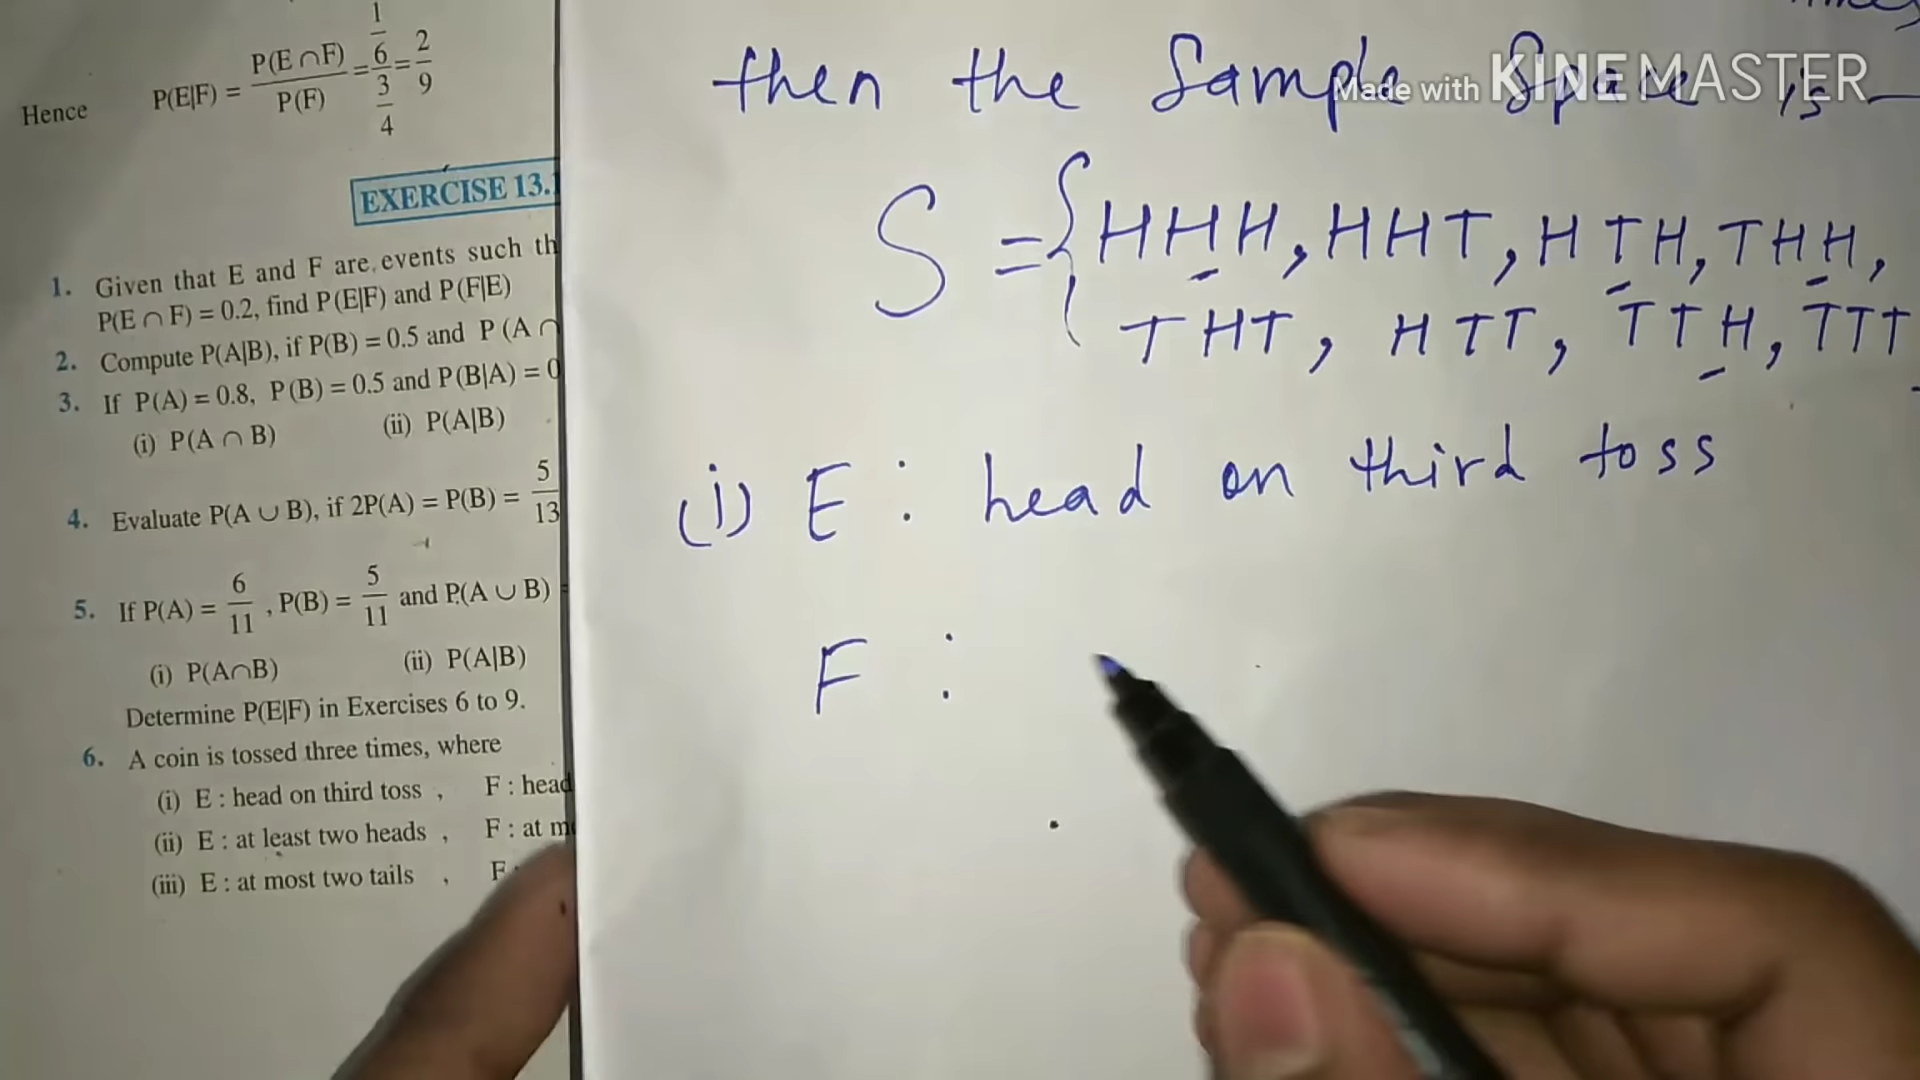 Hence P(E|F) = P(E ∩ F) / P(F) = 1/6 / 3/4 = 2/9
EXERCISE 13.
1. Given that E and F are events such th
P(E ∩ F) = 0.2, find P(E|F) and P(F|E)
2. Compute P(A|B), if P(B) = 0.5 and P (A ∩
3. If P(A) = 0.8, P(B) = 0.5 and P(B|A) = 0
(i) P(A ∩ B) (ii) P(A|B)
4. Evaluate P(A ∪ B), if 2P(A) = P(B) = 5/13
5. If P(A) = 6/11, P(B) = 5/11 and P(A ∪ B) =
(i) P(A∩B) (ii) P(A|B)
Determine P(E|F) in Exercises 6 to 9.
6. A coin is tossed three times, where
(i) E : head on third toss , F : head
(ii) E : at least two heads , F : at m
(iii) E : at most two tails , F :
then the Sample Space is —
Made with KINEMASTER
S = { HHH, HHT, HTH, THH,
THT, HTT, TTH, TTT
(i) E : head on third toss
F :